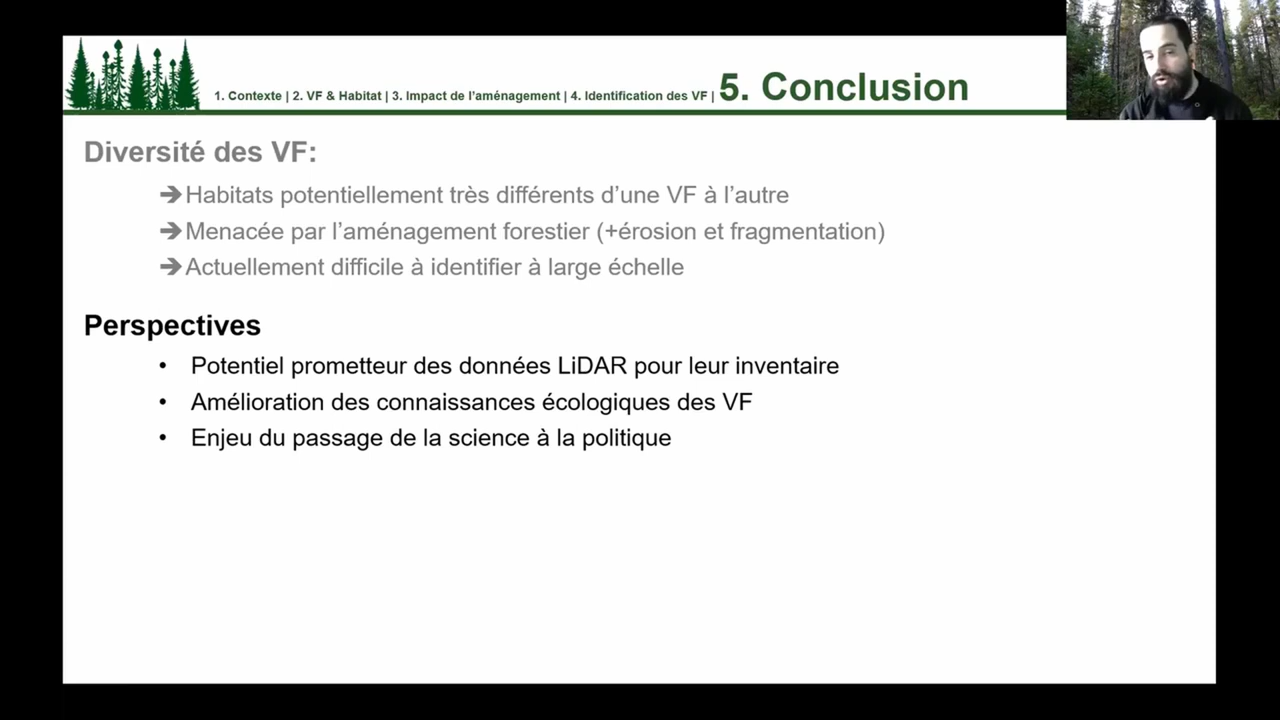 1. Contexte | 2. VF & Habitat | 3. Impact de l’aménagement | 4. Identification des VF | 5. Conclusion
Diversité des VF:
➔Habitats potentiellement très différents d’une VF à l’autre
➔Menacée par l’aménagement forestier (+érosion et fragmentation)
➔Actuellement difficile à identifier à large échelle
Perspectives
• Potentiel prometteur des données LiDAR pour leur inventaire
• Amélioration des connaissances écologiques des VF
• Enjeu du passage de la science à la politique